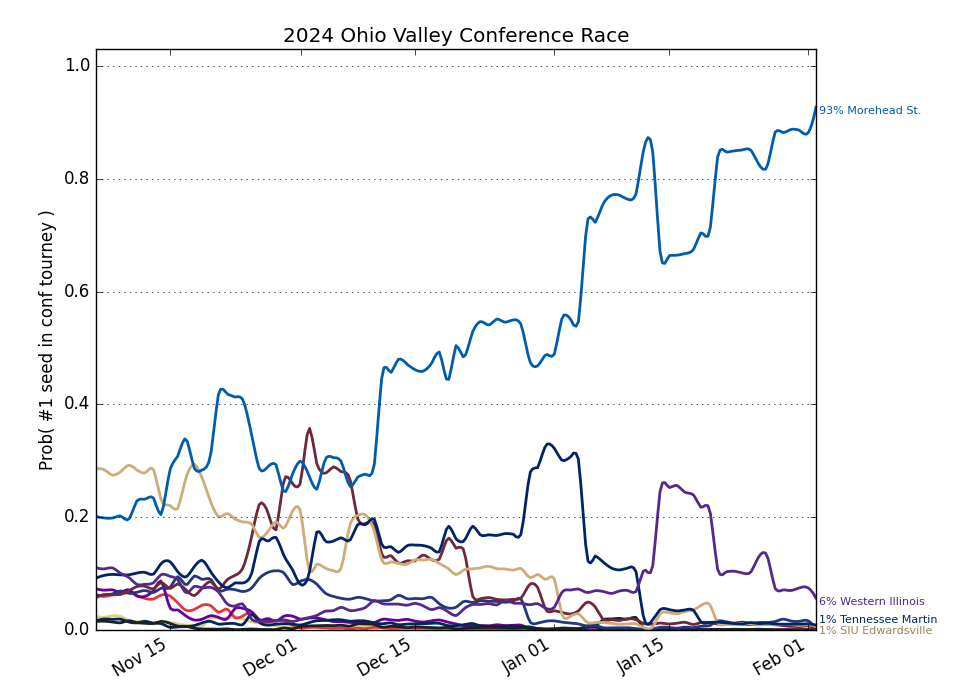 2024 Ohio Valley Conference Race
Prob( #1 seed in conf tourney )
1.0
0.8
0.6
0.4
0.2
0.0
Nov 15
Dec 01
Dec 15
Jan 01
Jan 15
Feb 01
93% Morehead St.
6% Western Illinois
1% Tennessee Martin
1% SIU Edwardsville